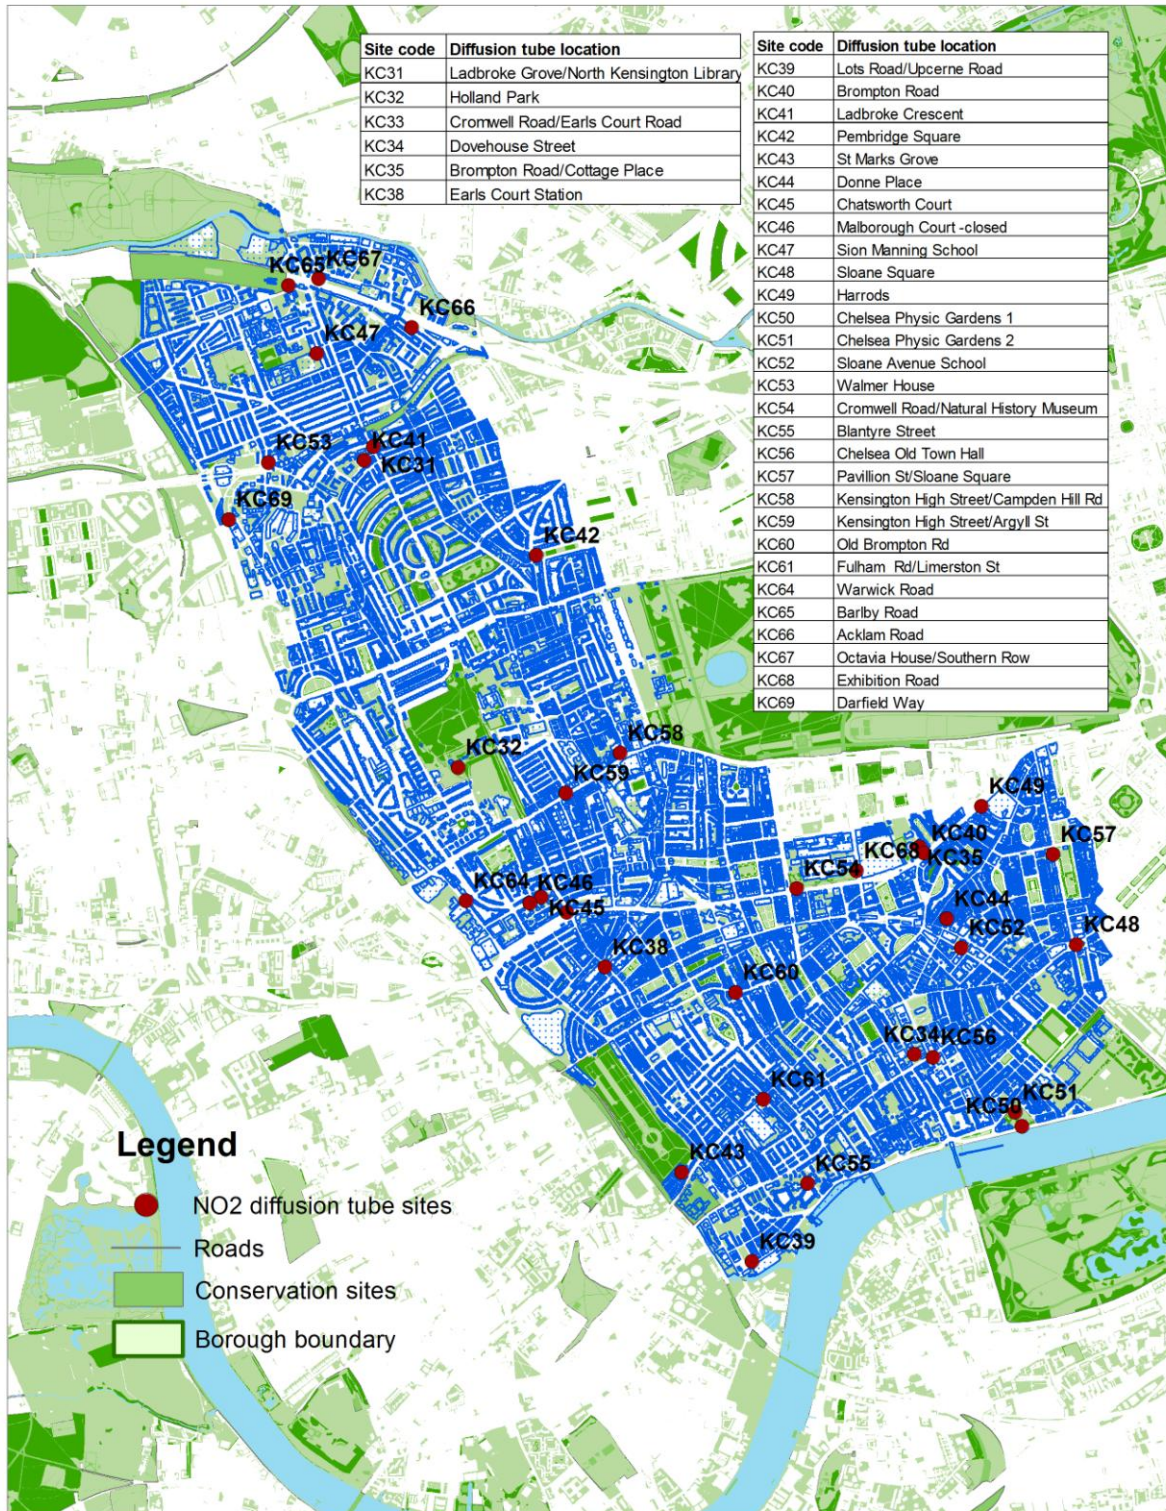 Site code Diffusion tube location
KC31 Ladbroke Grove/North Kensington Library
KC32 Holland Park
KC33 Cromwell Road/Earls Court Road
KC34 Dovehouse Street
KC35 Brompton Road/Cottage Place
KC38 Earls Court Station
Site code Diffusion tube location
KC39 Lots Road/Upcerne Road
KC40 Brompton Road
KC41 Ladbroke Crescent
KC42 Pembridge Square
KC43 St Marks Grove
KC44 Donne Place
KC45 Chatsworth Court
KC46 Malborough Court -closed
KC47 Sion Manning School
KC48 Sloane Square
KC49 Harrods
KC50 Chelsea Physic Gardens 1
KC51 Chelsea Physic Gardens 2
KC52 Sloane Avenue School
KC53 Walmer House
KC54 Cromwell Road/Natural History Museum
KC55 Blantyre Street
KC56 Chelsea Old Town Hall
KC57 Pavillion St/Sloane Square
KC58 Kensington High Street/Campden Hill Rd
KC59 Kensington High Street/Argyll St
KC60 Old Brompton Rd
KC61 Fulham Rd/Limerston St
KC64 Warwick Road
KC65 Barlby Road
KC66 Acklam Road
KC67 Octavia House/Southern Row
KC68 Exhibition Road
KC69 Darfield Way
KC67
KC65
KC66
KC47
KC41
KC31
KC53
KC69
KC42
KC58
KC32
KC59
KC49
KC40
KC68
KC35
KC57
KC54
KC64
KC46
KC45
KC44
KC52
KC48
KC38
KC60
KC34
KC56
KC61
KC51
KC50
KC43
KC55
KC39
Legend
NO2 diffusion tube sites
Roads
Conservation sites
Borough boundary